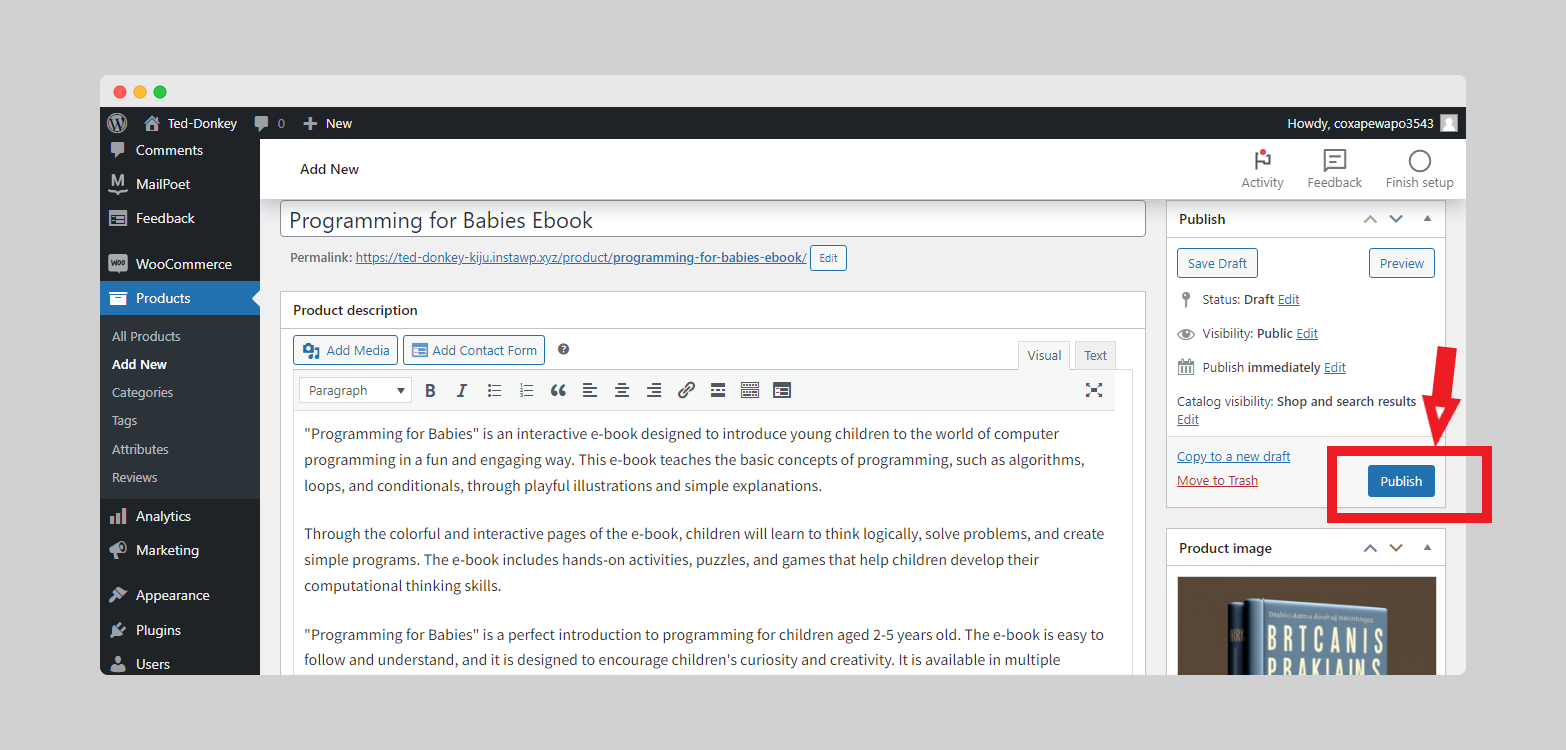 Ted-Donkey 0 New Howdy, coxapewapo3543
Comments
MailPoet
Feedback
WooCommerce
Products
All Products
Add New
Categories
Tags
Attributes
Reviews
Analytics
Marketing
Appearance
Plugins
Users
Add New
Activity Feedback Finish setup
Programming for Babies Ebook
Permalink: https://ted-donkey-kiju.instawp.xyz/product/programming-for-babies-ebook/ Edit
Product description
Add Media Add Contact Form
Visual Text
Paragraph B I
"Programming for Babies" is an interactive e-book designed to introduce young children to the world of computer
programming in a fun and engaging way. This e-book teaches the basic concepts of programming, such as algorithms,
loops, and conditionals, through playful illustrations and simple explanations.
Through the colorful and interactive pages of the e-book, children will learn to think logically, solve problems, and create
simple programs. The e-book includes hands-on activities, puzzles, and games that help children develop their
computational thinking skills.
"Programming for Babies" is a perfect introduction to programming for children aged 2-5 years old. The e-book is easy to
follow and understand, and it is designed to encourage children's curiosity and creativity. It is available in multiple
Publish
Save Draft Preview
Status: Draft Edit
Visibility: Public Edit
Publish immediately Edit
Catalog visibility: Shop and search results
Edit
Copy to a new draft
Move to Trash
Publish
Product image
BRTCANIS
PRAKIAINS